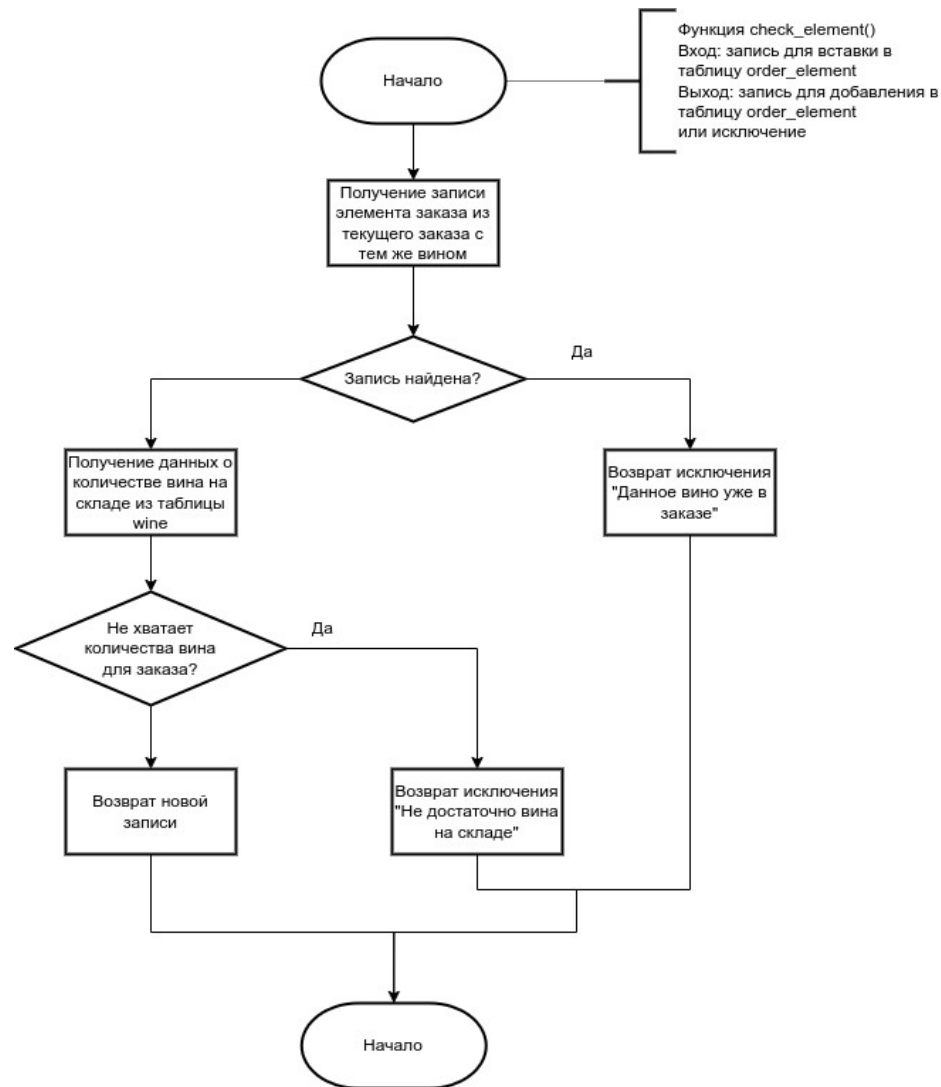 Начало
Функция check_element()
Вход: запись для вставки в
таблицу order_element
Выход: запись для добавления в
таблицу order_element
или исключение
Получение записи
элемента заказа из
текущего заказа с
тем же вином
Запись найдена?
Да
Получение данных о
количестве вина на
складе из таблицы
wine
Возврат исключения
"Данное вино уже в
заказе"
Не хватает
количества вина
для заказа?
Да
Возврат новой
записи
Возврат исключения
"Не достаточно вина
на складе"
Начало